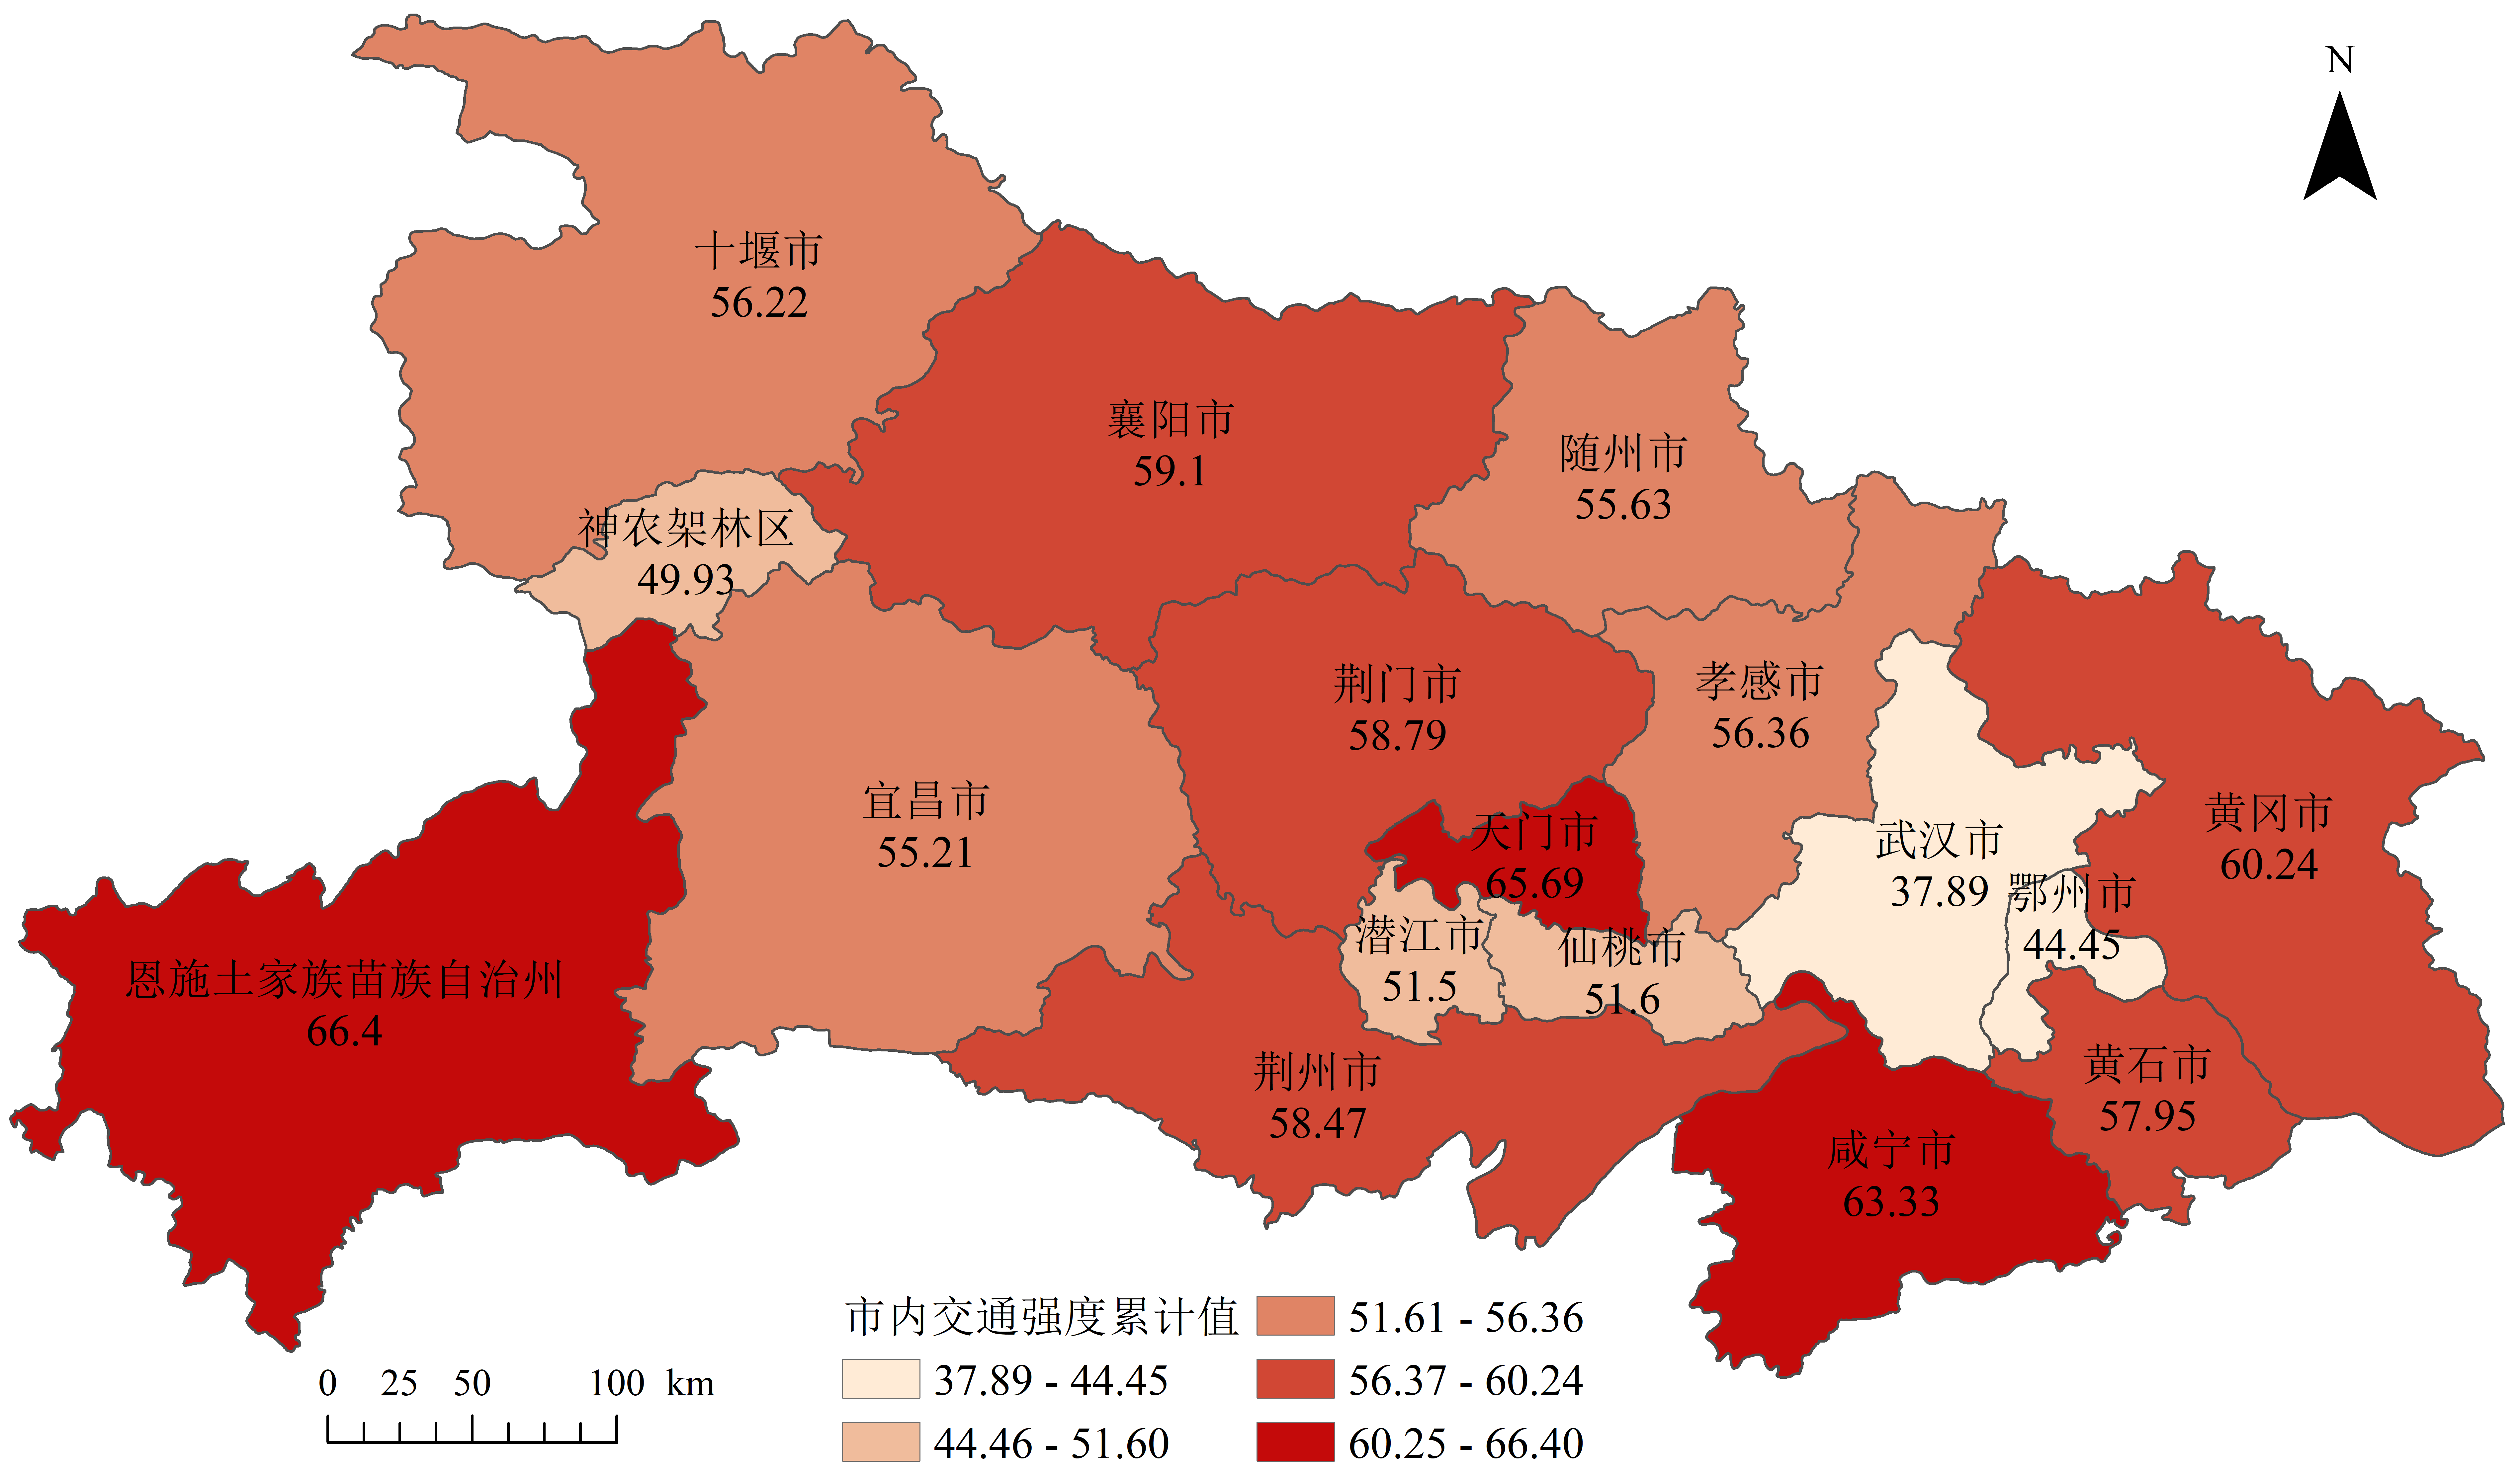 N
十堰市
56.22
襄阳市
59.1
随州市
55.63
神农架林区
49.93
荆门市
58.79
孝感市
56.36
宜昌市
55.21
天门市
65.69
武汉市
37.89
黄冈市
60.24
鄂州市
44.45
潜江市
51.5
仙桃市
51.6
恩施土家族苗族自治州
66.4
荆州市
58.47
黄石市
57.95
咸宁市
63.33
市内交通强度累计值
37.89 - 44.45
44.46 - 51.60
51.61 - 56.36
56.37 - 60.24
60.25 - 66.40
0 25 50 100 km